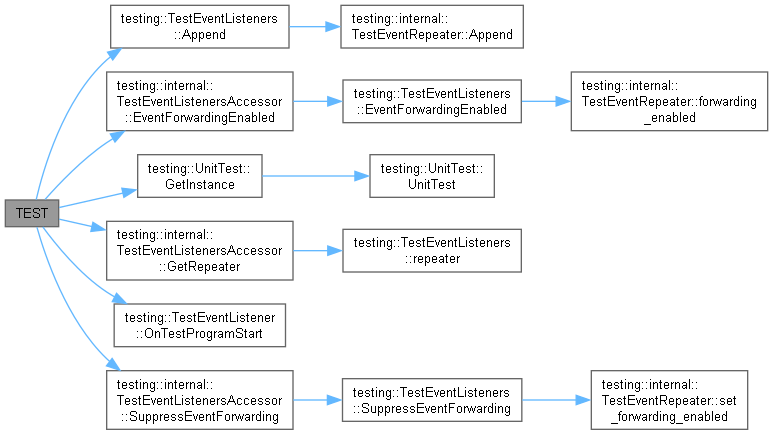 TEST
testing::TestEventListeners
::Append
testing::internal::
TestEventRepeater::Append
testing::internal::
TestEventListenersAccessor
::EventForwardingEnabled
testing::TestEventListeners
::EventForwardingEnabled
testing::internal::
TestEventRepeater::forwarding
_enabled
testing::UnitTest::
GetInstance
testing::UnitTest::
UnitTest
testing::internal::
TestEventListenersAccessor
::GetRepeater
testing::TestEventListeners
::repeater
testing::TestEventListener
::OnTestProgramStart
testing::internal::
TestEventListenersAccessor
::SuppressEventForwarding
testing::TestEventListeners
::SuppressEventForwarding
testing::internal::
TestEventRepeater::set
_forwarding_enabled